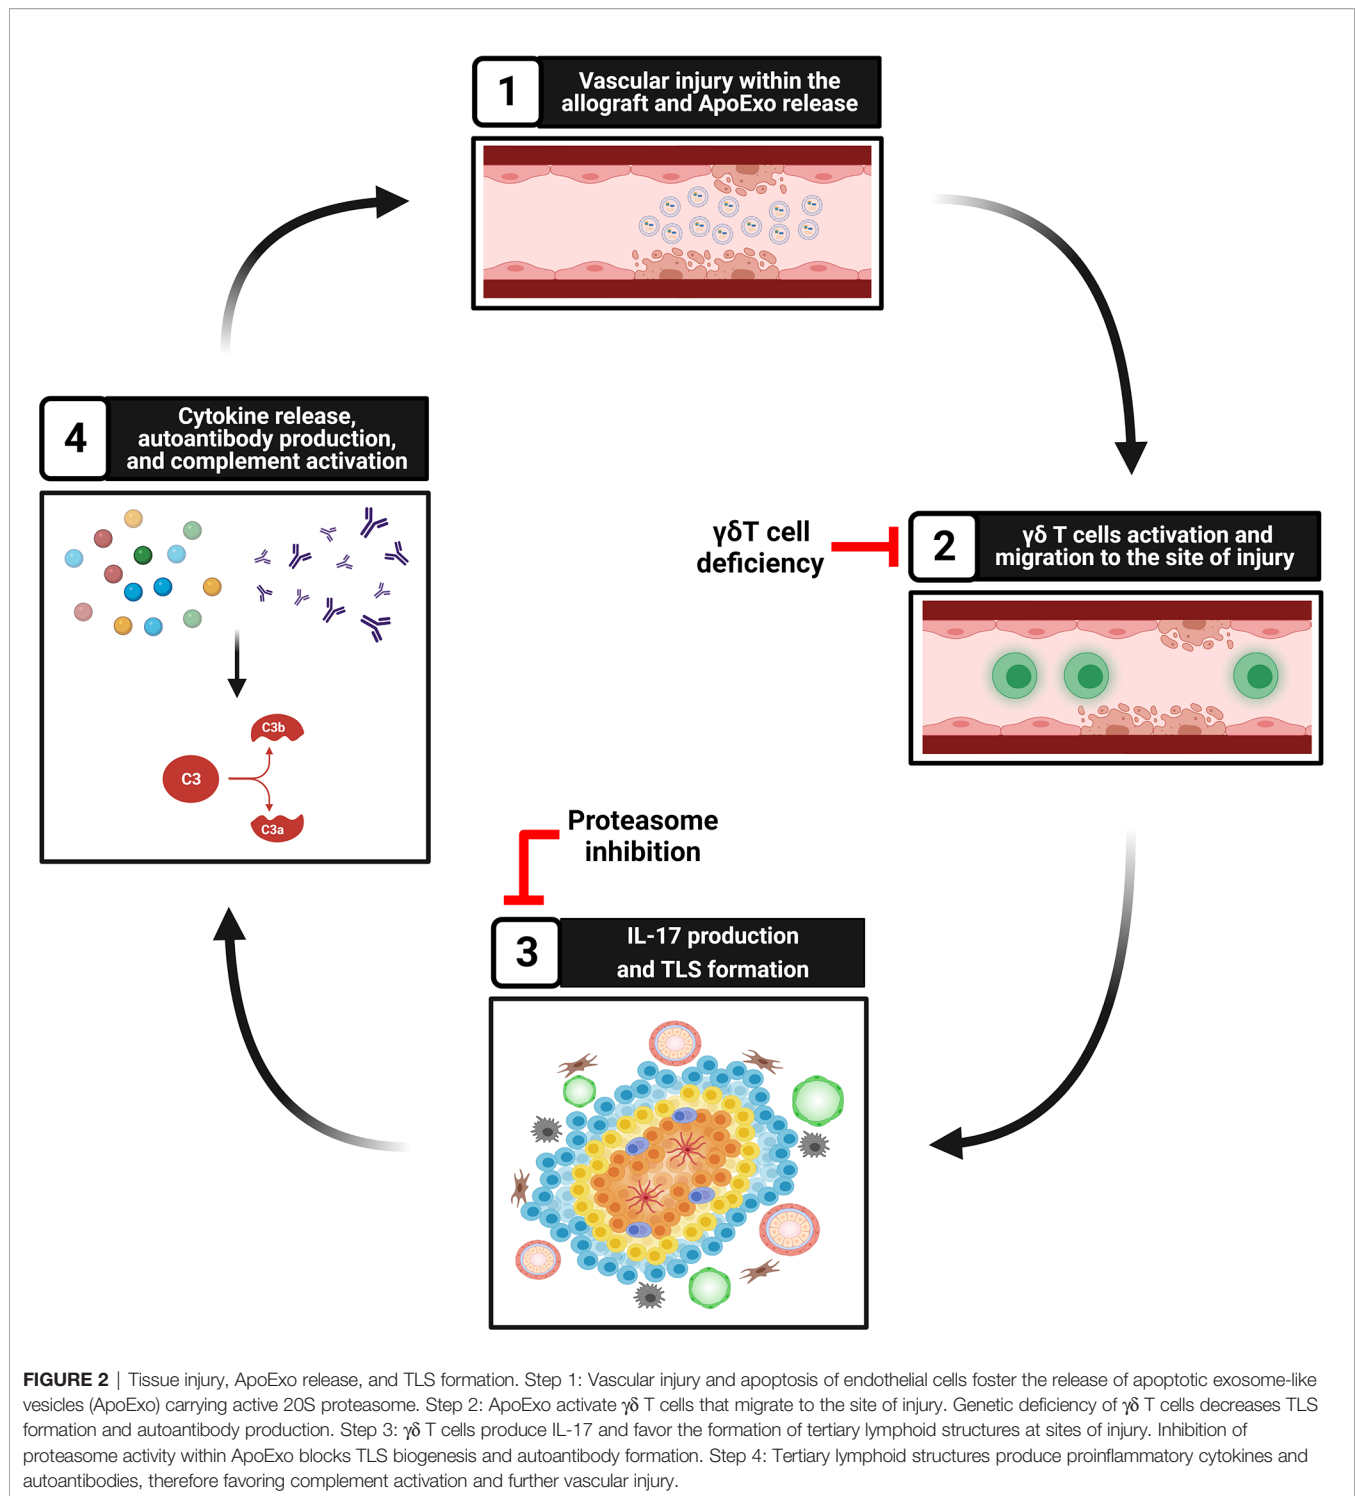 1
Vascular injury within the
allograft and ApoExo release
4
Cytokine release,
autoantibody production,
and complement activation
γδT cell
deficiency
2
γδ T cells activation and
migration to the site of injury
C3b
C3
C3a
Proteasome
inhibition
3
IL-17 production
and TLS formation
FIGURE 2 | Tissue injury, ApoExo release, and TLS formation. Step 1: Vascular injury and apoptosis of endothelial cells foster the release of apoptotic exosome-like
vesicles (ApoExo) carrying active 20S proteasome. Step 2: ApoExo activate γδ T cells that migrate to the site of injury. Genetic deficiency of γδ T cells decreases TLS
formation and autoantibody production. Step 3: γδ T cells produce IL-17 and favor the formation of tertiary lymphoid structures at sites of injury. Inhibition of
proteasome activity within ApoExo blocks TLS biogenesis and autoantibody formation. Step 4: Tertiary lymphoid structures produce proinflammatory cytokines and
autoantibodies, therefore favoring complement activation and further vascular injury.